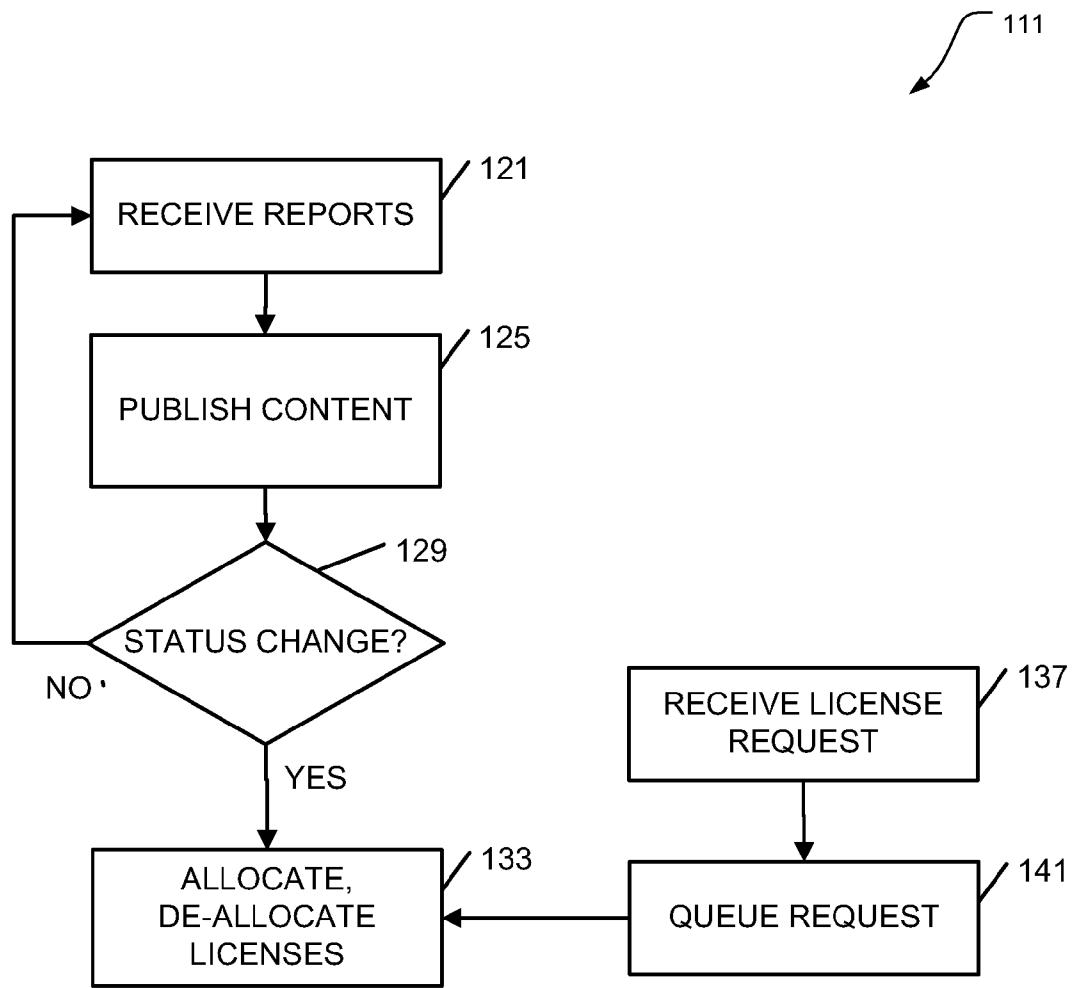 111
121
RECEIVE REPORTS
125
PUBLISH CONTENT
129
STATUS CHANGE?
NO
YES
137
RECEIVE LICENSE
REQUEST
133
ALLOCATE,
DE-ALLOCATE
LICENSES
141
QUEUE REQUEST